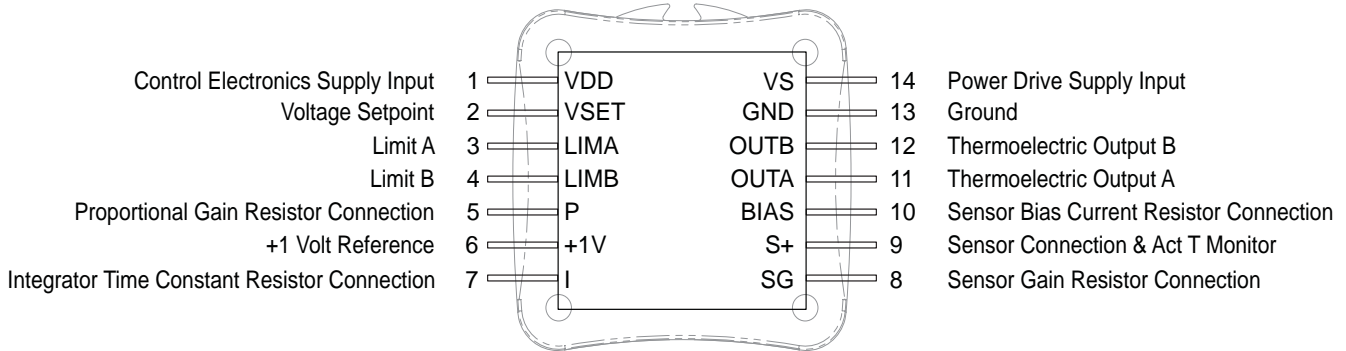 Control Electronics Supply Input 1 VDD VS 14 Power Drive Supply Input
Voltage Setpoint 2 VSET GND 13 Ground
Limit A 3 LIMA OUTB 12 Thermoelectric Output B
Limit B 4 LIMB OUTA 11 Thermoelectric Output A
Proportional Gain Resistor Connection 5 P BIAS 10 Sensor Bias Current Resistor Connection
+1 Volt Reference 6 +1V S+ 9 Sensor Connection & Act T Monitor
Integrator Time Constant Resistor Connection 7 I SG 8 Sensor Gain Resistor Connection